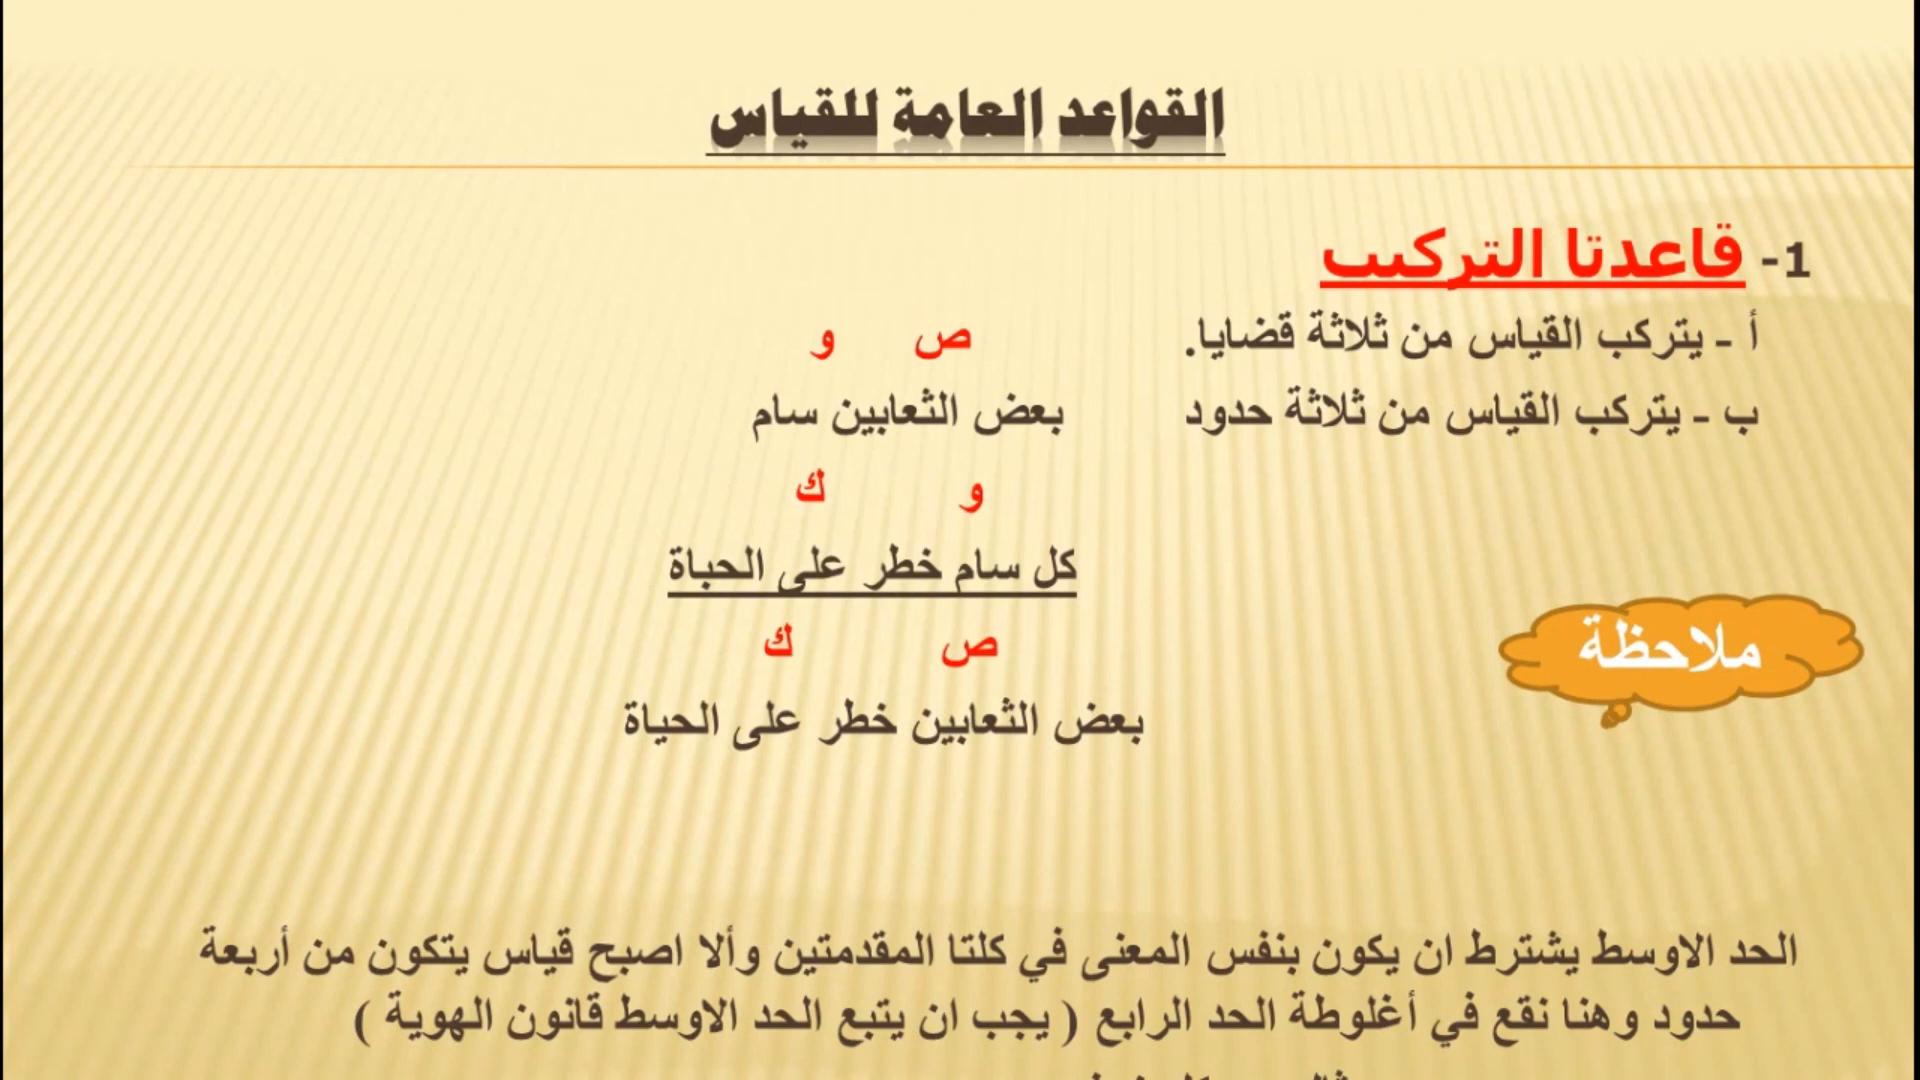 القواعد العامة للقياس
1- قاعدتا التركيب
أ - يتركب القياس من ثلاثة قضايا.
ص و
ب - يتركب القياس من ثلاثة حدود
بعض الثعابين سام
و ك
كل سام خطر على الحباة
ص ك
بعض الثعابين خطر على الحياة
ملاحظة
الحد الاوسط يشترط ان يكون بنفس المعنى في كلتا المقدمتين وألا اصبح قياس يتكون من أربعة
حدود وهنا نقع في أغلوطة الحد الرابع ( يجب ان يتبع الحد الاوسط قانون الهوية )